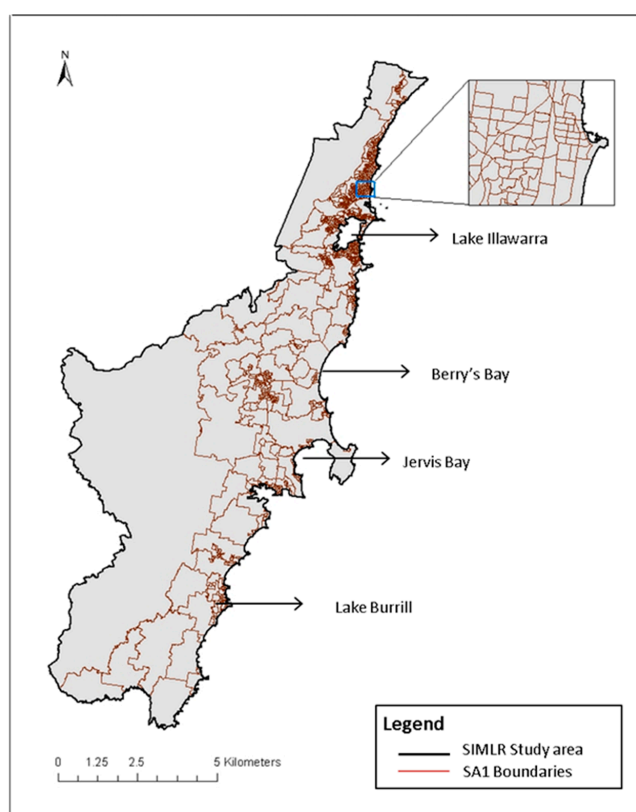 N
Lake Illawarra
Berry's Bay
Jervis Bay
Lake Burrill
Legend
SIMLR Study area
SA1 Boundaries
0 1.25 2.5 5 Kilometers